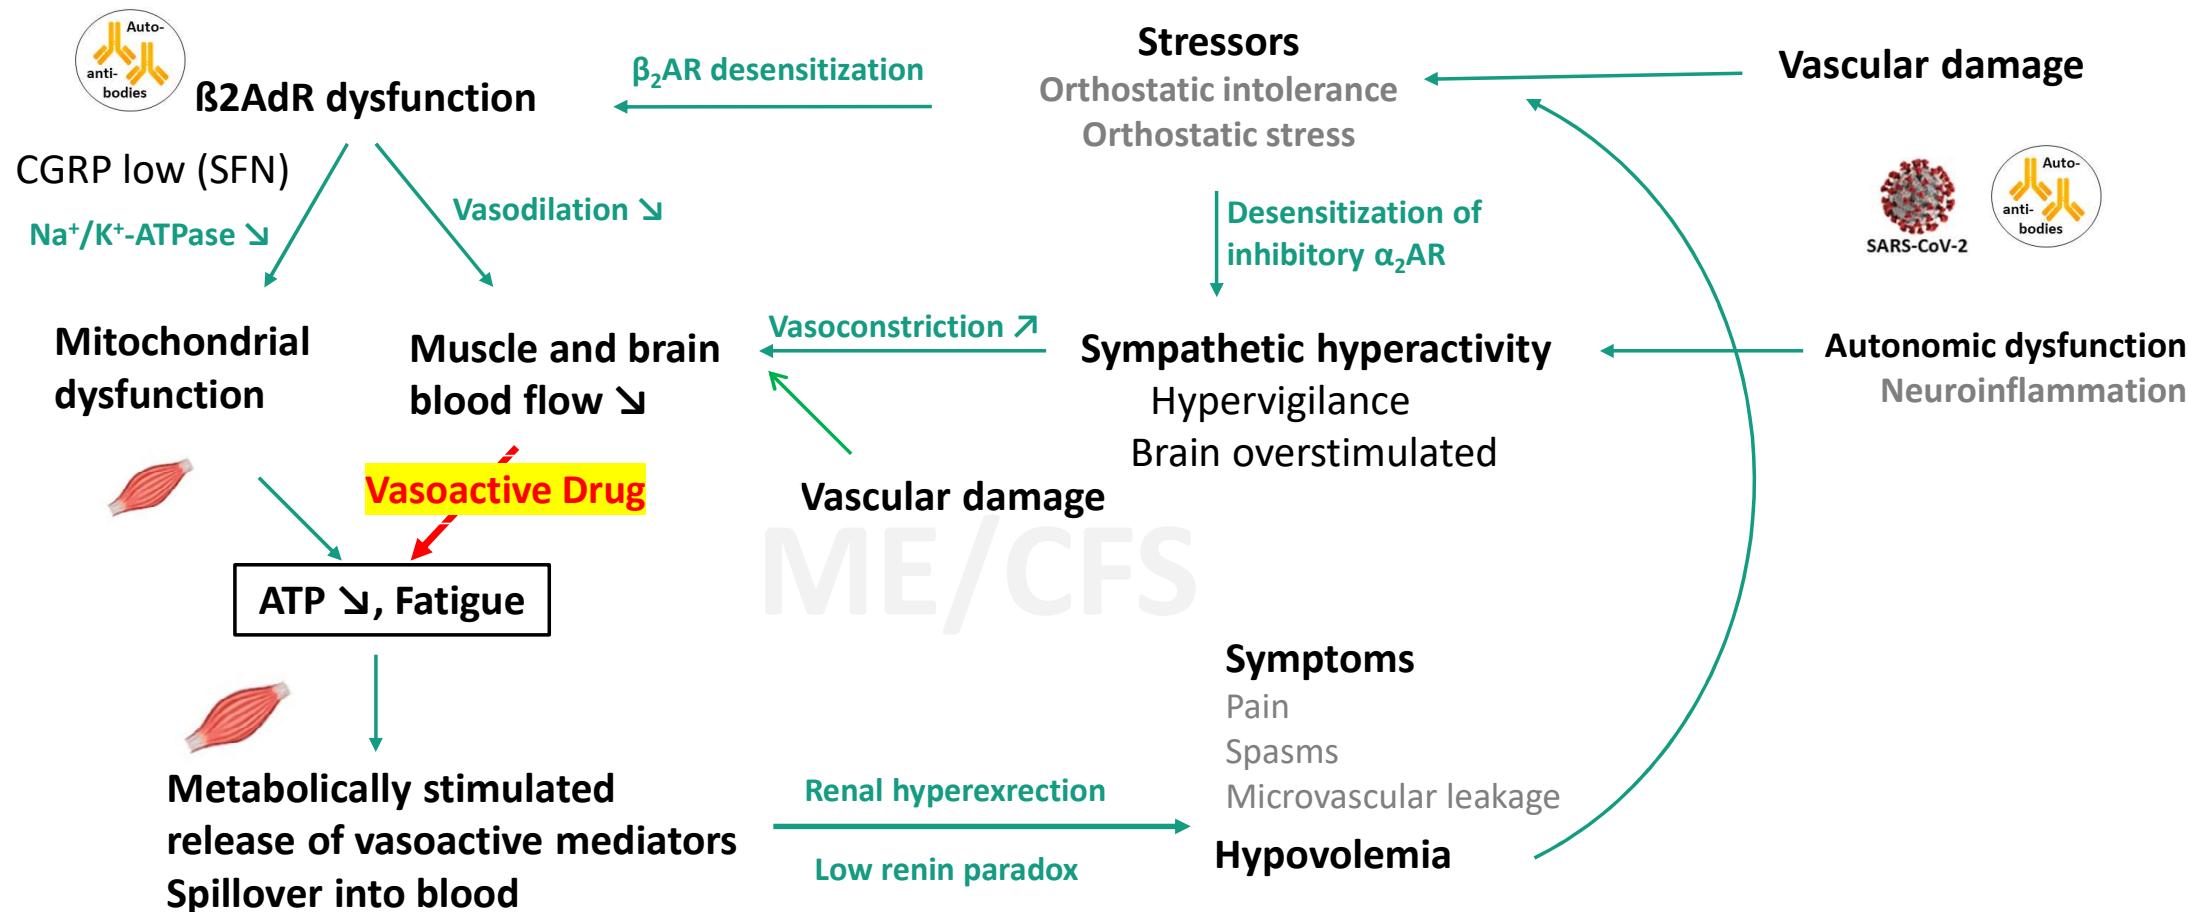 Auto-
anti-
bodies
ß2AdR dysfunction
β₂AR desensitization
Stressors
Orthostatic intolerance
Orthostatic stress
Vascular damage
CGRP low (SFN)
Na⁺/K⁺-ATPase ↘
Vasodilation ↘
Desensitization of
inhibitory α₂AR
SARS-CoV-2
Auto-
anti-
bodies
Mitochondrial
dysfunction
Muscle and brain
blood flow ↘
Vasoconstriction ↗
Sympathetic hyperactivity
Hypervigilance
Brain overstimulated
Autonomic dysfunction
Neuroinflammation
Vasoactive Drug
Vascular damage
ME/CFS
ATP ↘, Fatigue
Symptoms
Pain
Spasms
Microvascular leakage
Metabolically stimulated
release of vasoactive mediators
Spillover into blood
Renal hyperexrection
Low renin paradox
Hypovolemia